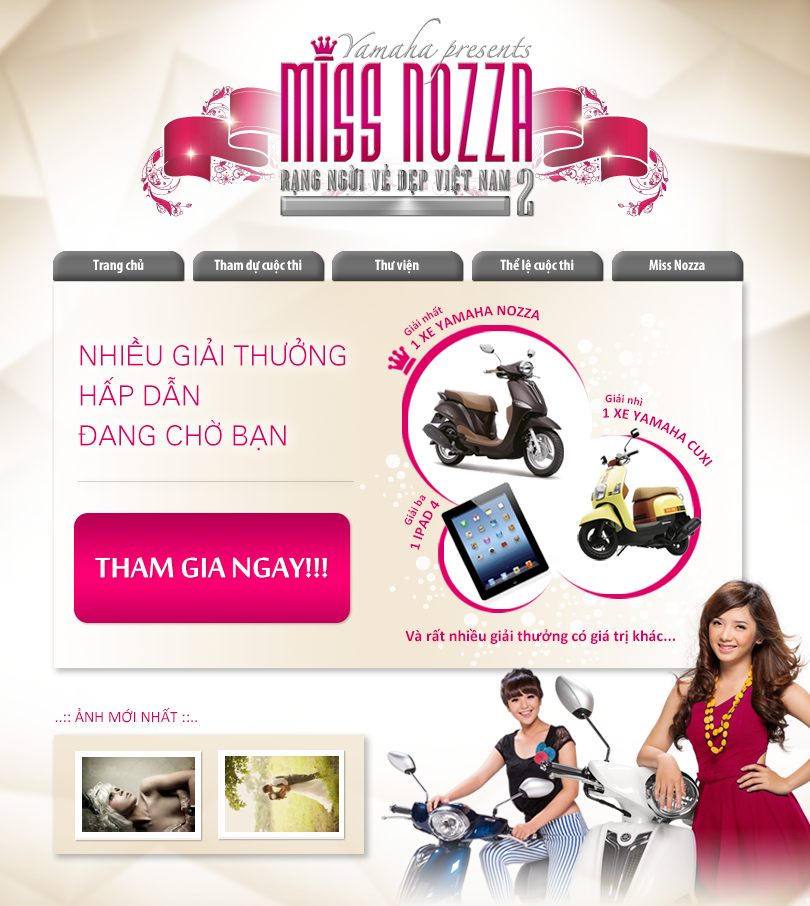 Yamaha presents
MISS NOZZA
RẠNG NGỜI VẺ ĐẸP VIỆT NAM 2
Trang chủ
Tham dự cuộc thi
Thư viện
Thể lệ cuộc thi
Miss Nozza
NHIỀU GIẢI THƯỞNG
HẤP DẪN
ĐANG CHỜ BẠN
THAM GIA NGAY!!!
Giải nhất
1 XE YAMAHA NOZZA
Giải nhì
1 XE YAMAHA CUXI
Giải ba
1 IPAD 4
Và rất nhiều giải thưởng có giá trị khác...
..:: ẢNH MỚI NHẤT ::..